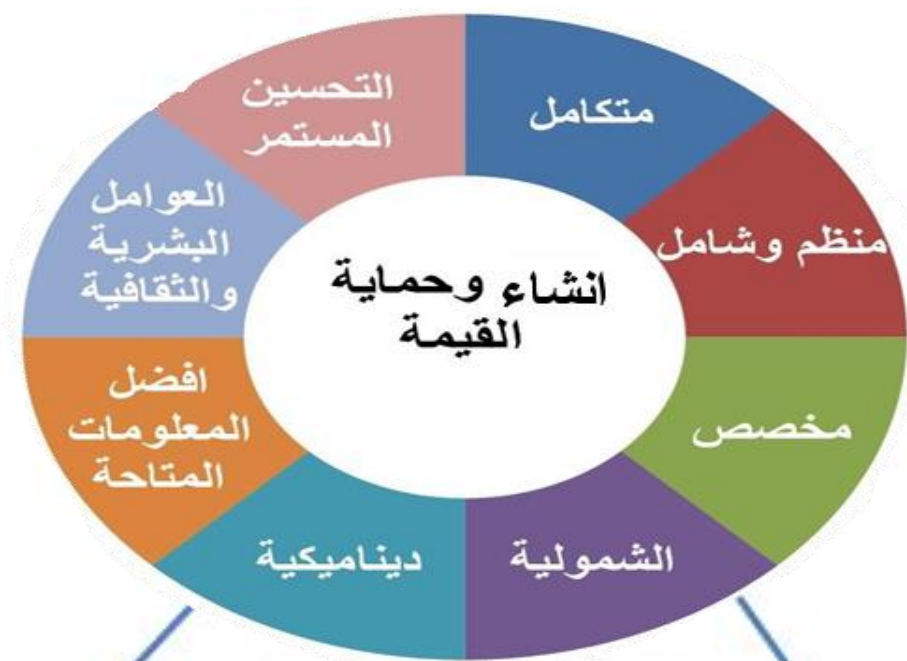 انشاء وحماية
القيمة
متكامل
منظم وشامل
مخصص
الشمولية
ديناميكية
افضل
المعلومات
المتاحة
العوامل
البشرية
والثقافية
التحسين
المستمر